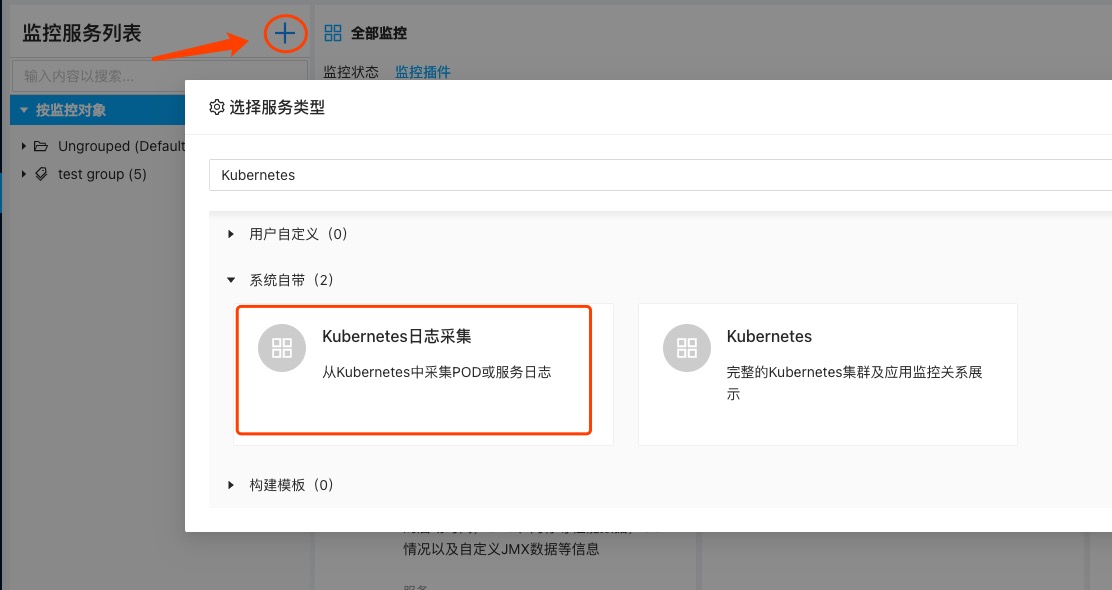 监控服务列表
全部监控
输入内容以搜索...
监控状态 监控插件
按监控对象
Ungrouped (Default
test group (5)
选择服务类型
Kubernetes
用户自定义（0）
系统自带（2）
Kubernetes日志采集
从Kubernetes中采集POD或服务日志
Kubernetes
完整的Kubernetes集群及应用监控关系展
示
构建模板（0）
情况以及自定义JMX数据等信息